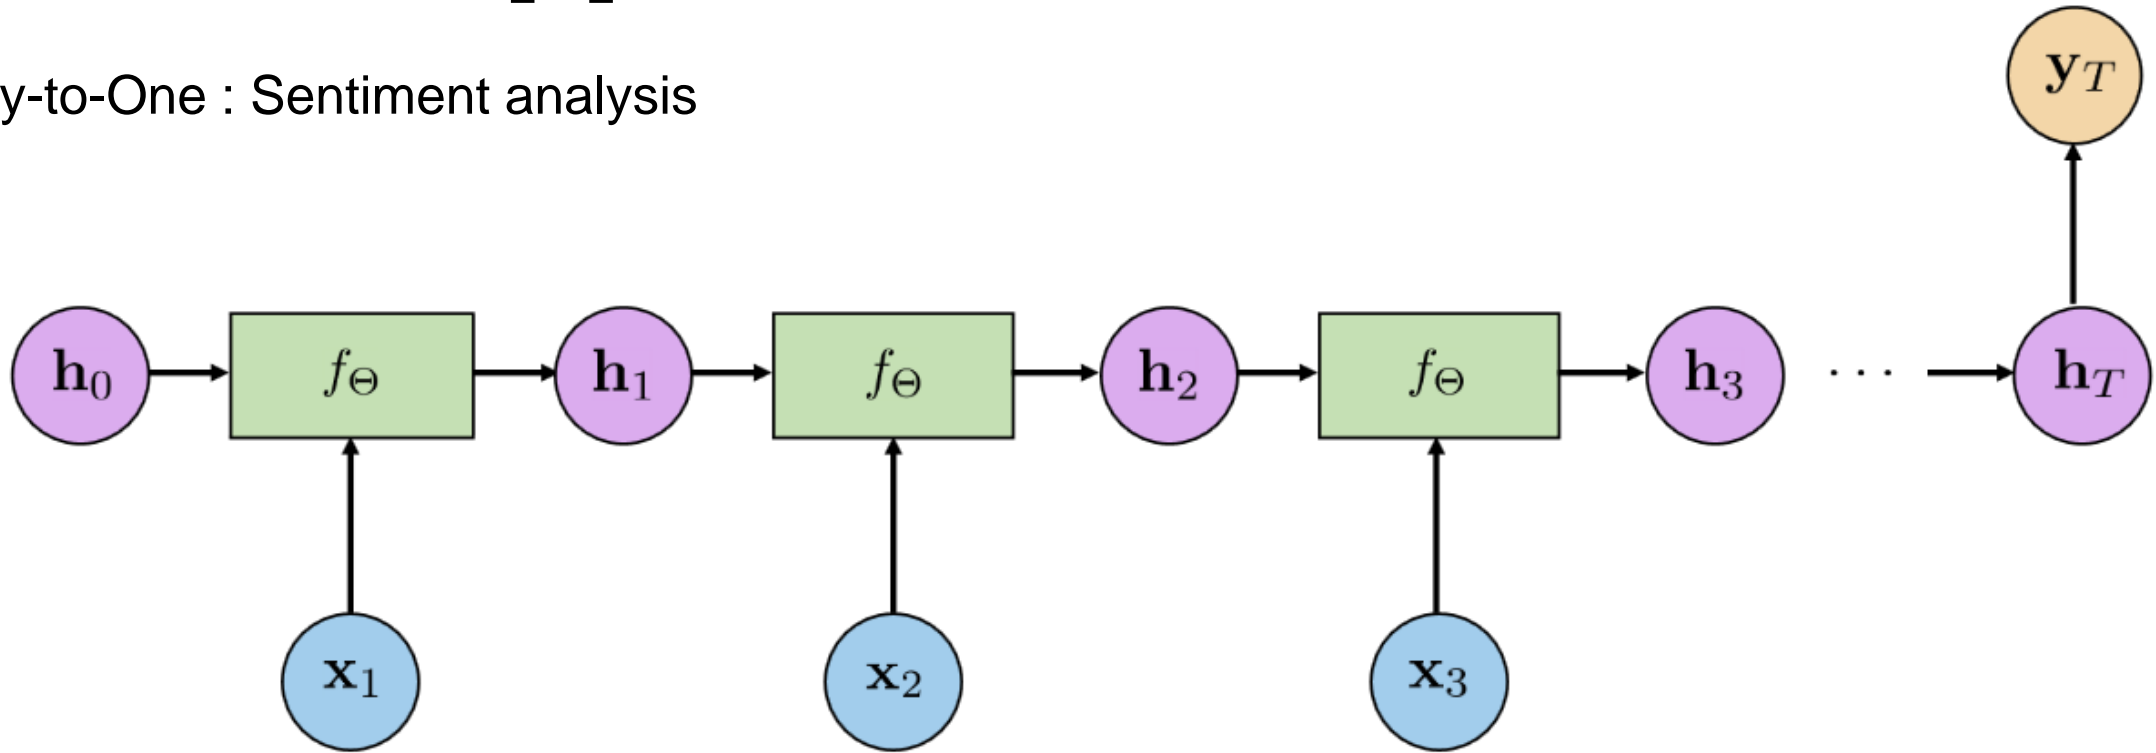 y-to-One : Sentiment analysis
y_T
h_0 f_Θ h_1 f_Θ h_2 f_Θ h_3 ··· h_T
x_1 x_2 x_3